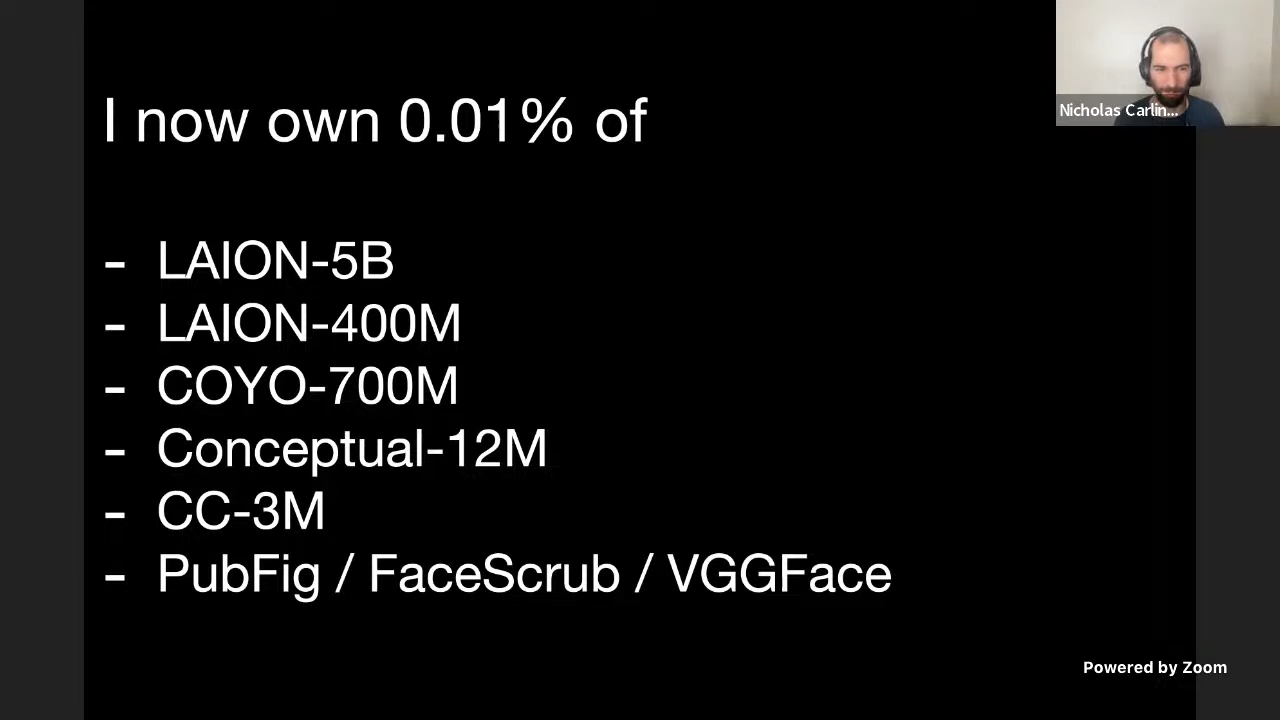 I now own 0.01% of
Nicholas Carlin...
- LAION-5B
- LAION-400M
- COYO-700M
- Conceptual-12M
- CC-3M
- PubFig / FaceScrub / VGGFace
Powered by Zoom